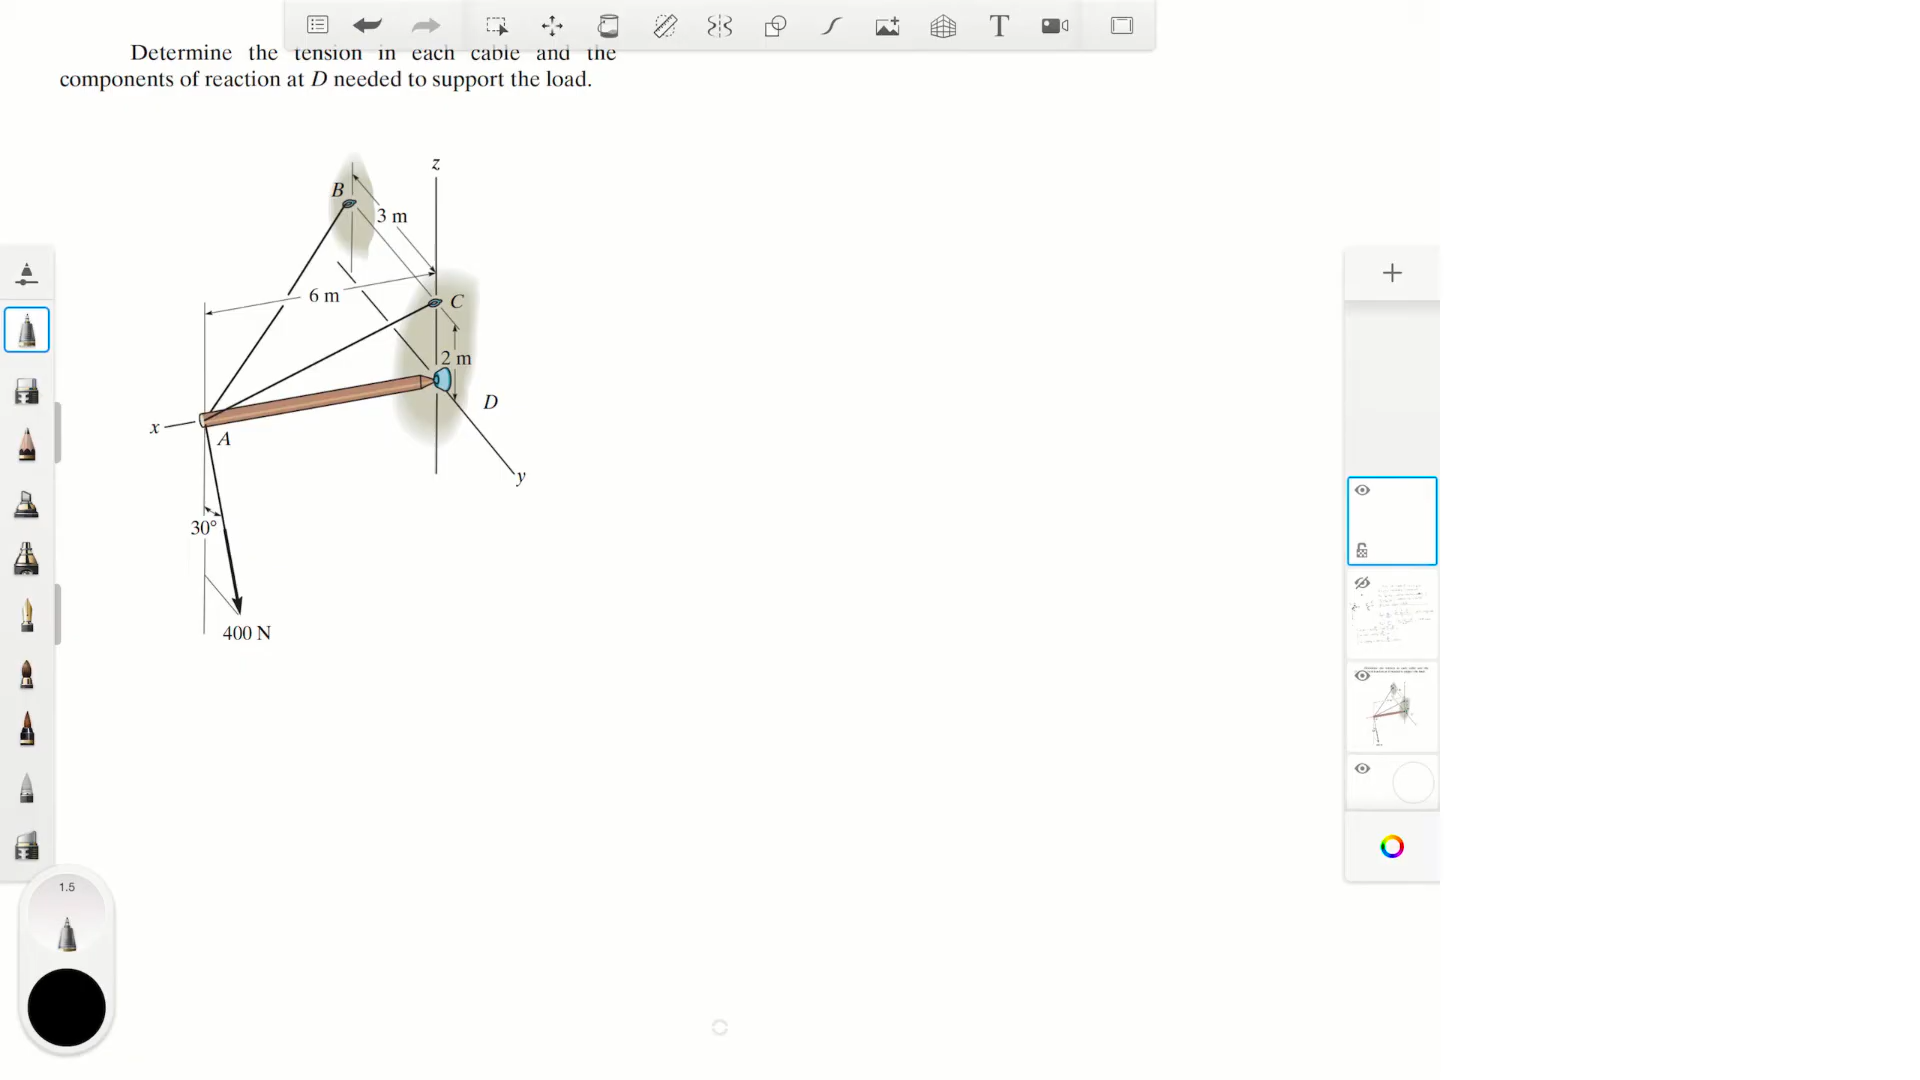 Determine the tension in each cable and the
components of reaction at D needed to support the load.
z
B
3 m
6 m
C
2 m
D
x
A
y
30°
400 N
T
1.5